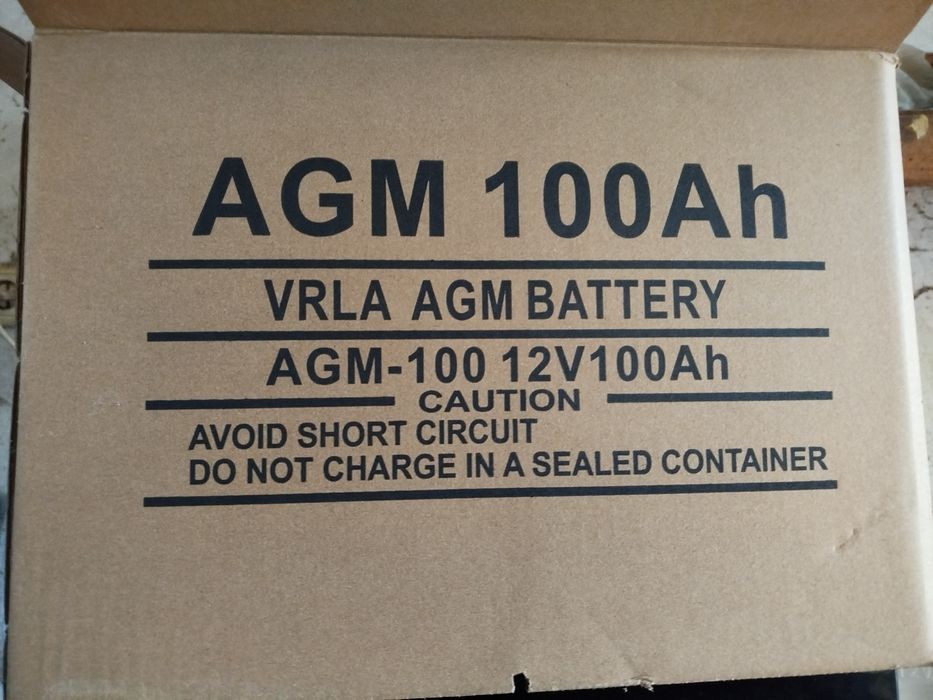 AGM 100Ah
VRLA AGM BATTERY
AGM-100 12V100Ah
CAUTION
AVOID SHORT CIRCUIT
DO NOT CHARGE IN A SEALED CONTAINER